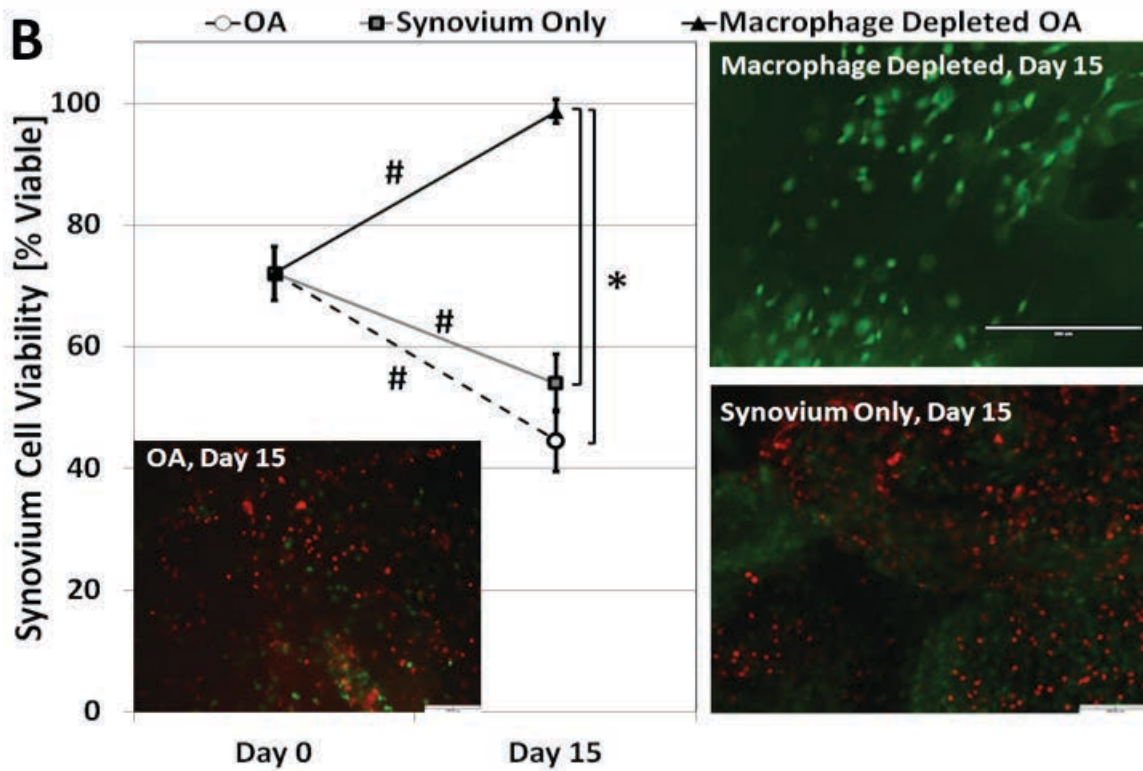 B
OA Synovium Only Macrophage Depleted OA
Synovium Cell Viability [% Viable]
100
80
60
40
20
0
#
#
#
*
Day 0 Day 15
OA, Day 15
Macrophage Depleted, Day 15
Synovium Only, Day 15